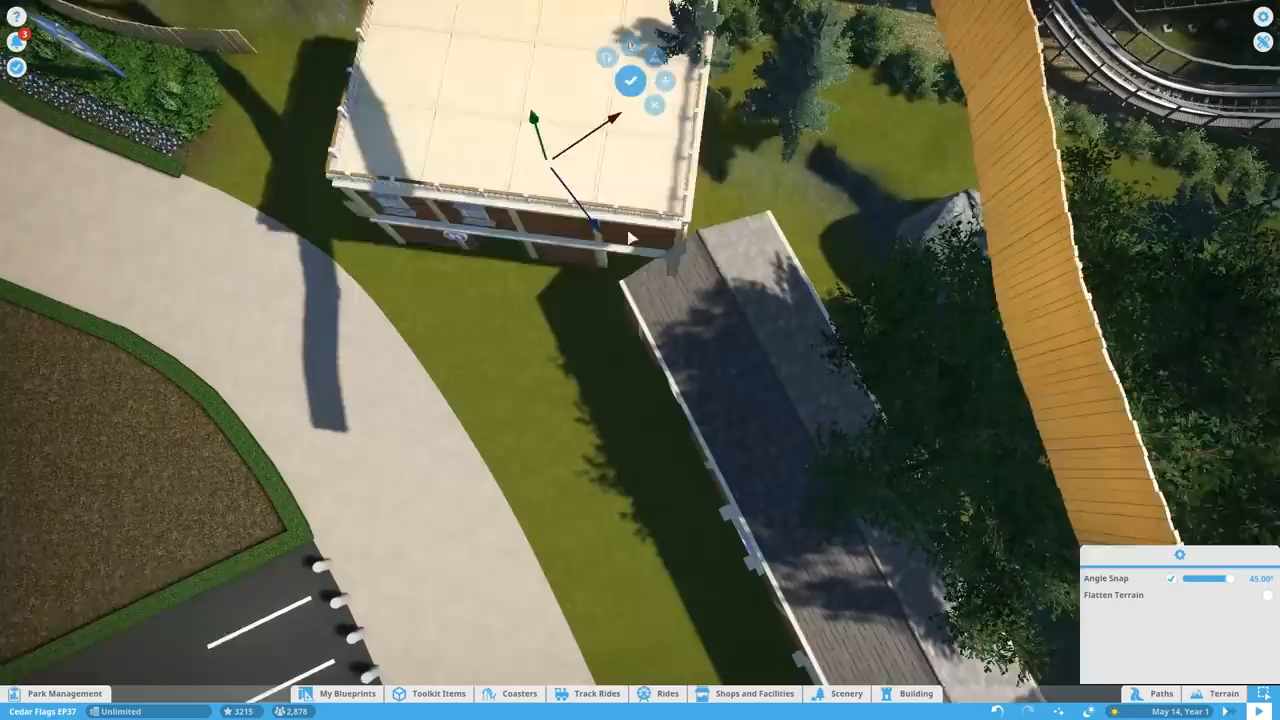 ?
3
Angle Snap 45.00°
Flatten Terrain
Park Management My Blueprints Toolkit Items Coasters Track Rides Rides Shops and Facilities Scenery Building Paths Terrain
Cedar Flags EP37 Unlimited 3215 2,878 May 14, Year 1